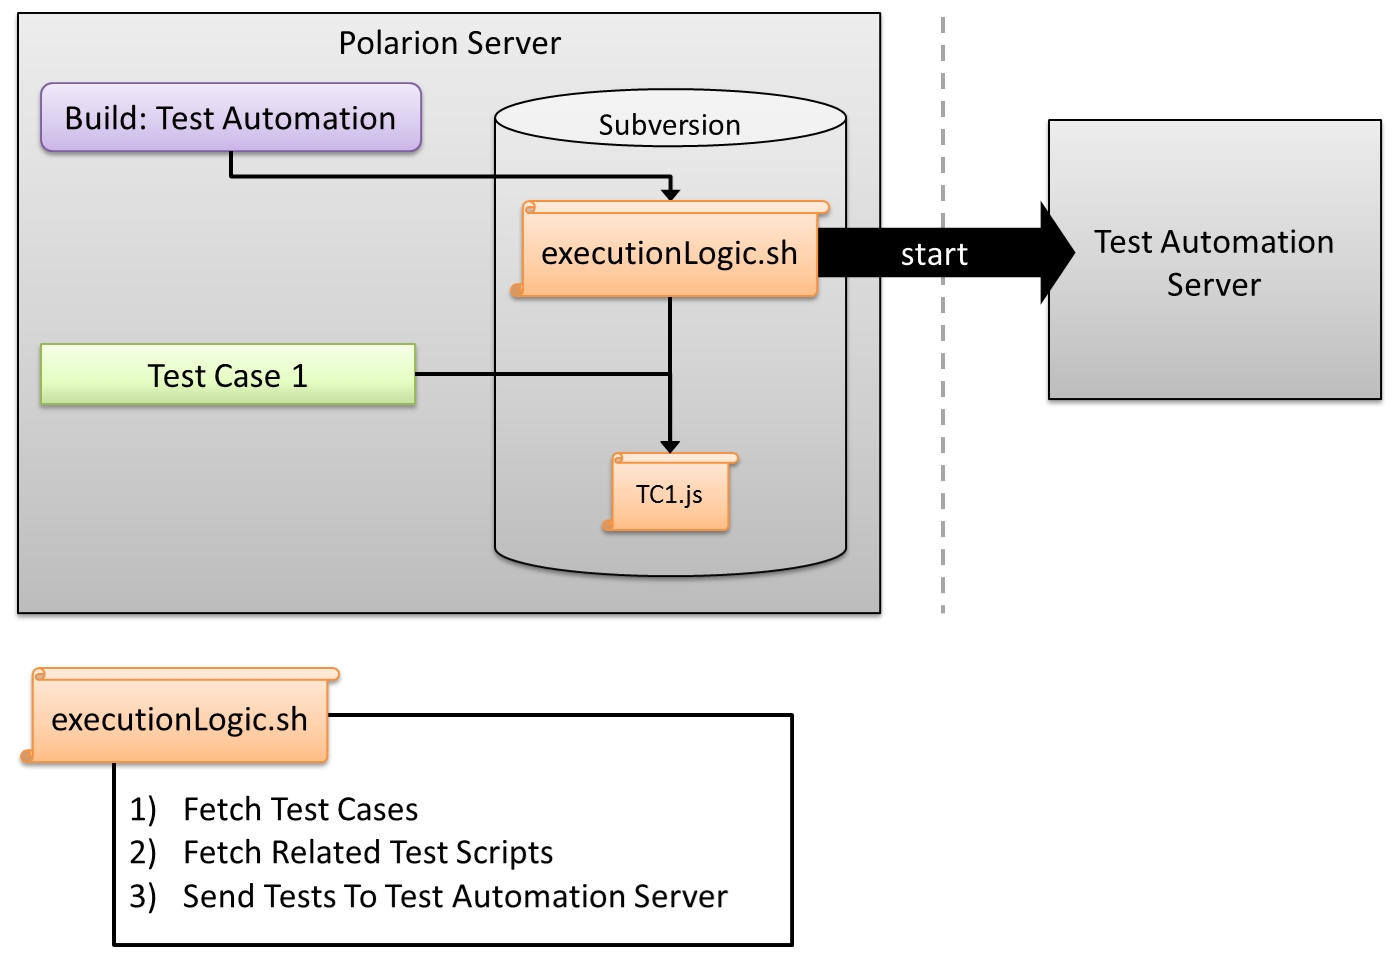 Polarion Server
Build: Test Automation
Subversion
executionLogic.sh
start
Test Automation
Server
Test Case 1
TC1.js
executionLogic.sh
1) Fetch Test Cases
2) Fetch Related Test Scripts
3) Send Tests To Test Automation Server